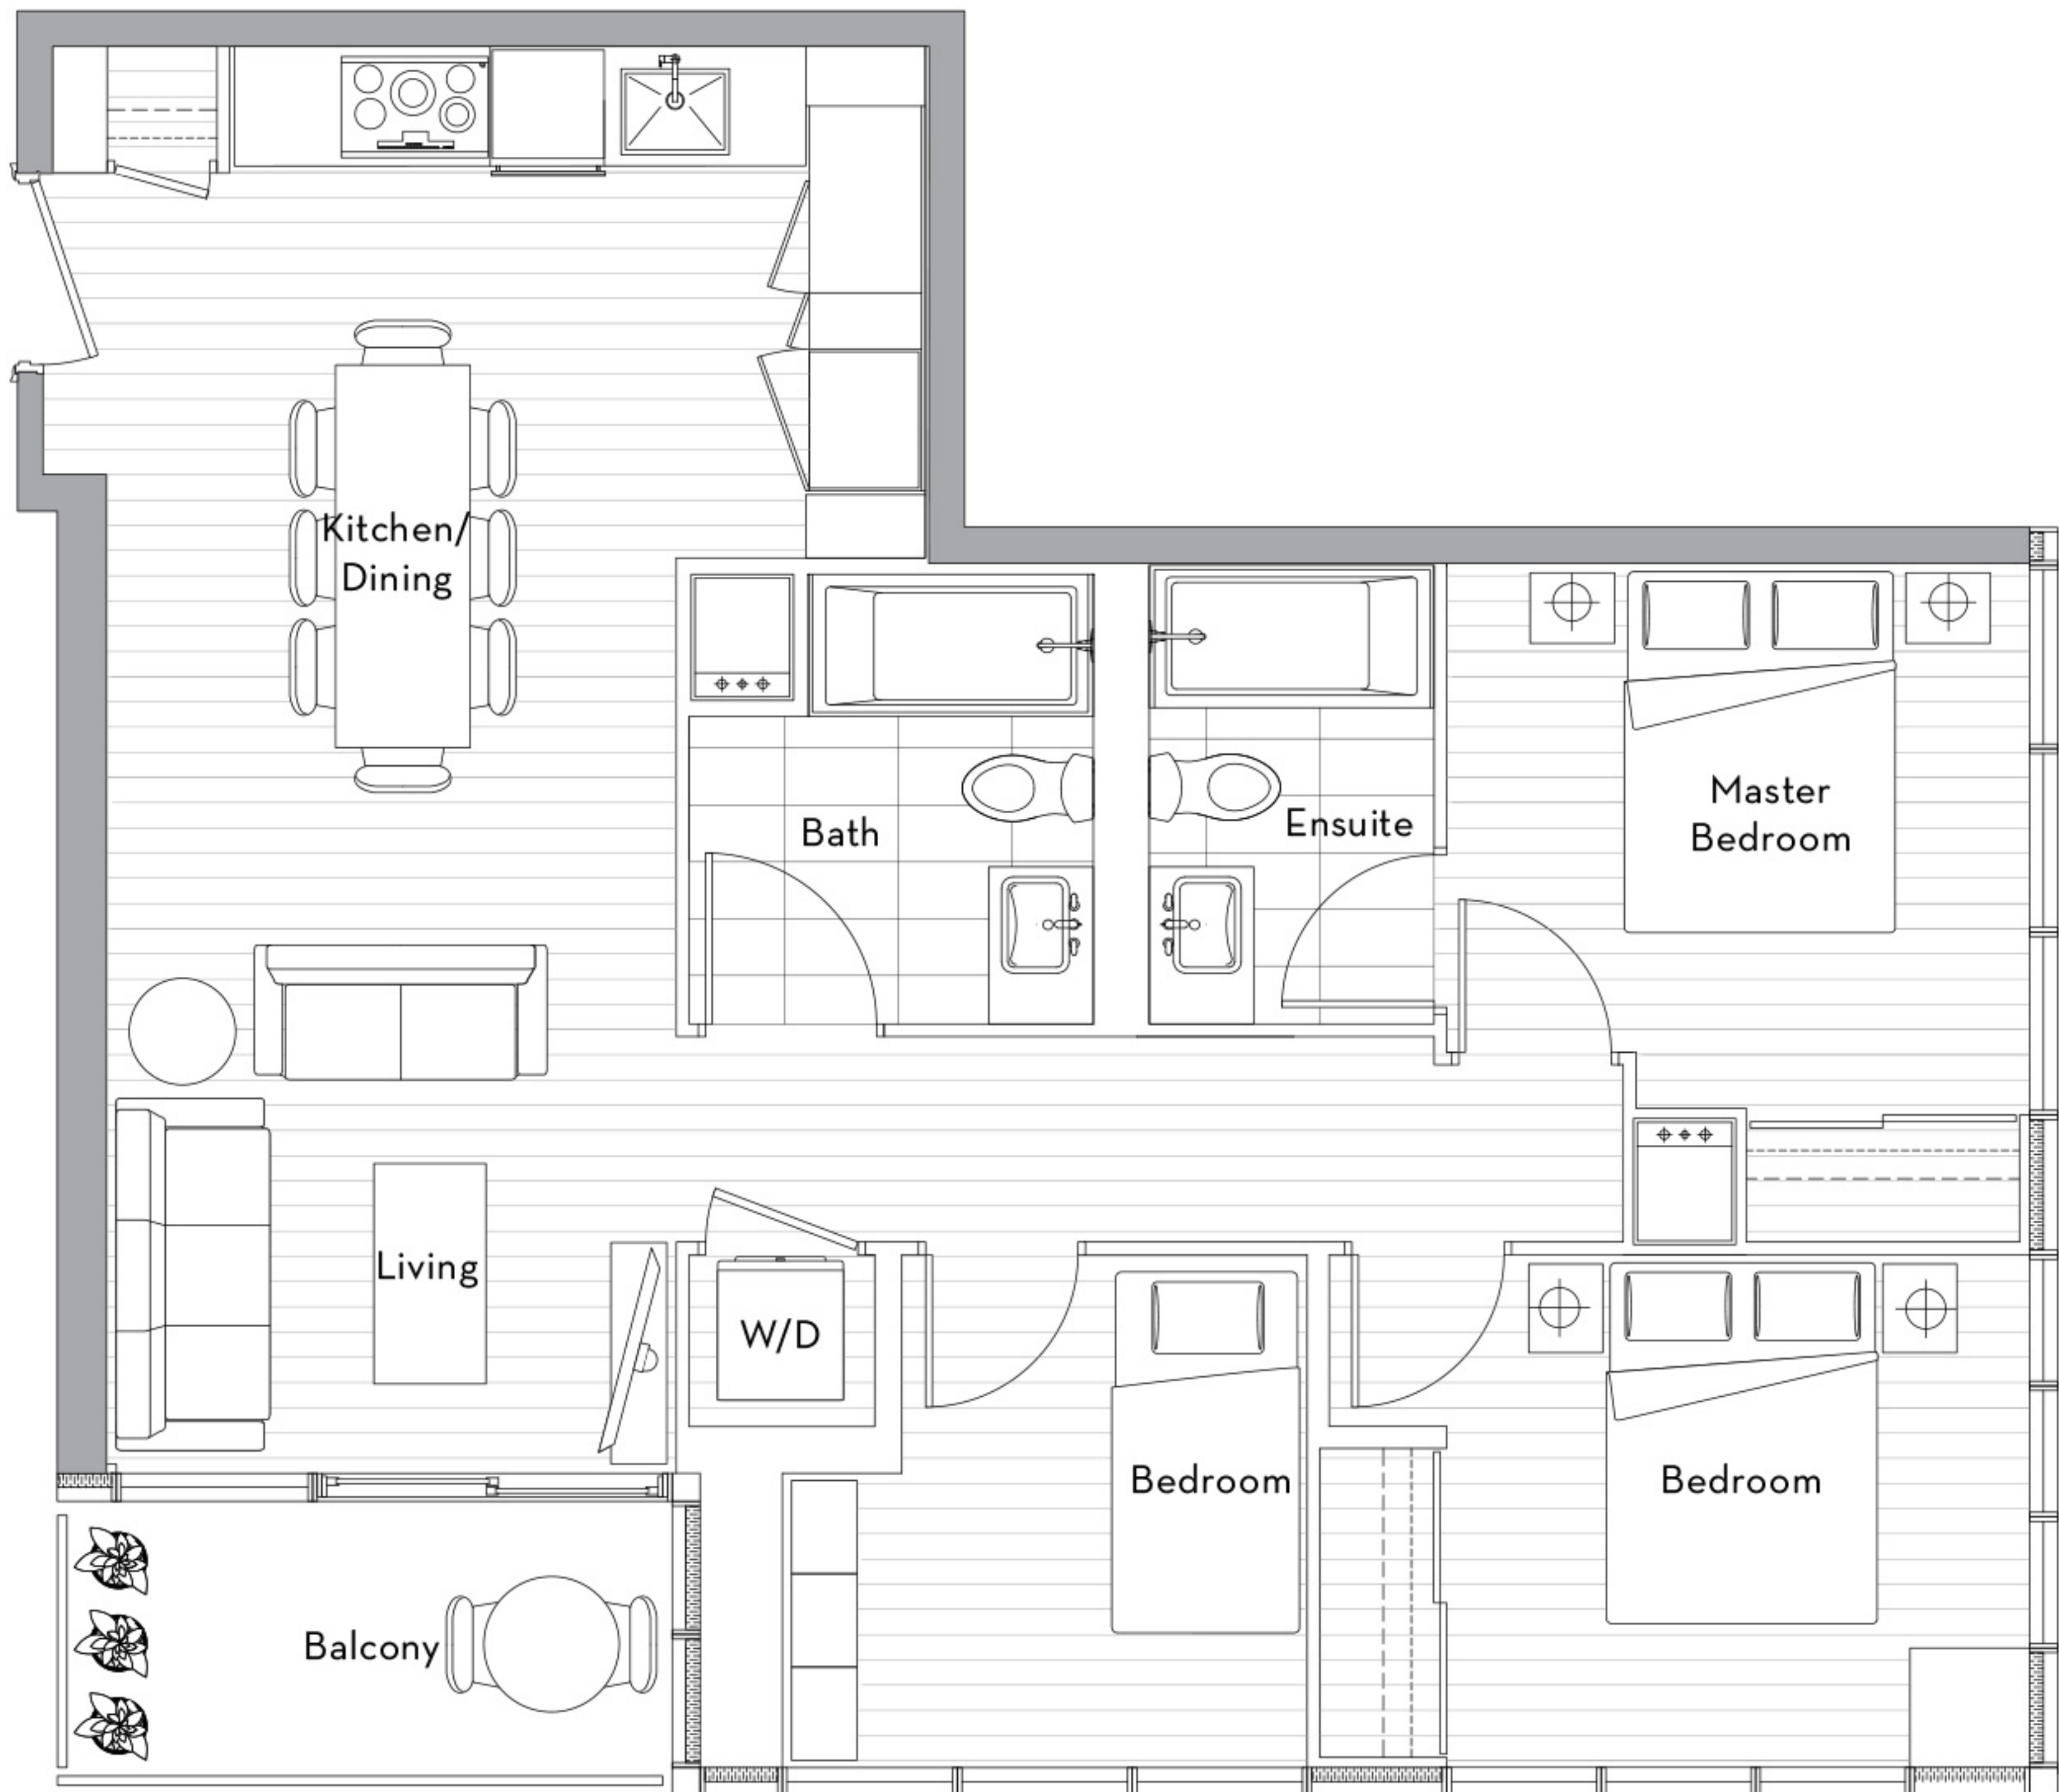 Kitchen/
Dining
Bath
Ensuite
Master
Bedroom
Living
W/D
Bedroom
Bedroom
Balcony